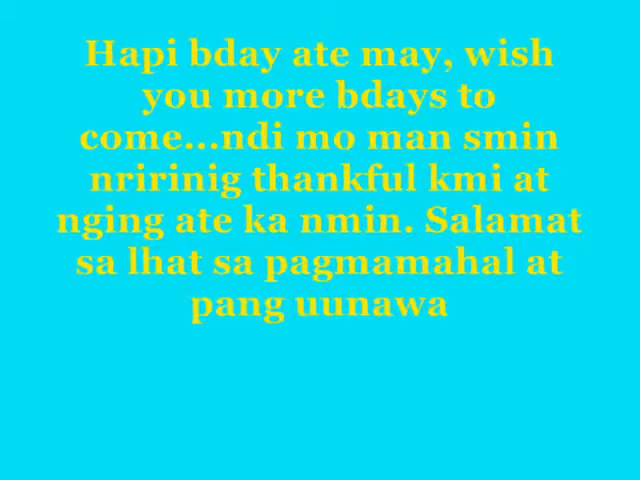 Hapi bday ate may, wish
you more bdays to
come...ndi mo man smin
nririnig thankful kmi at
nging ate ka nmin. Salamat
sa lhat sa pagmamahal at
pang uunawa